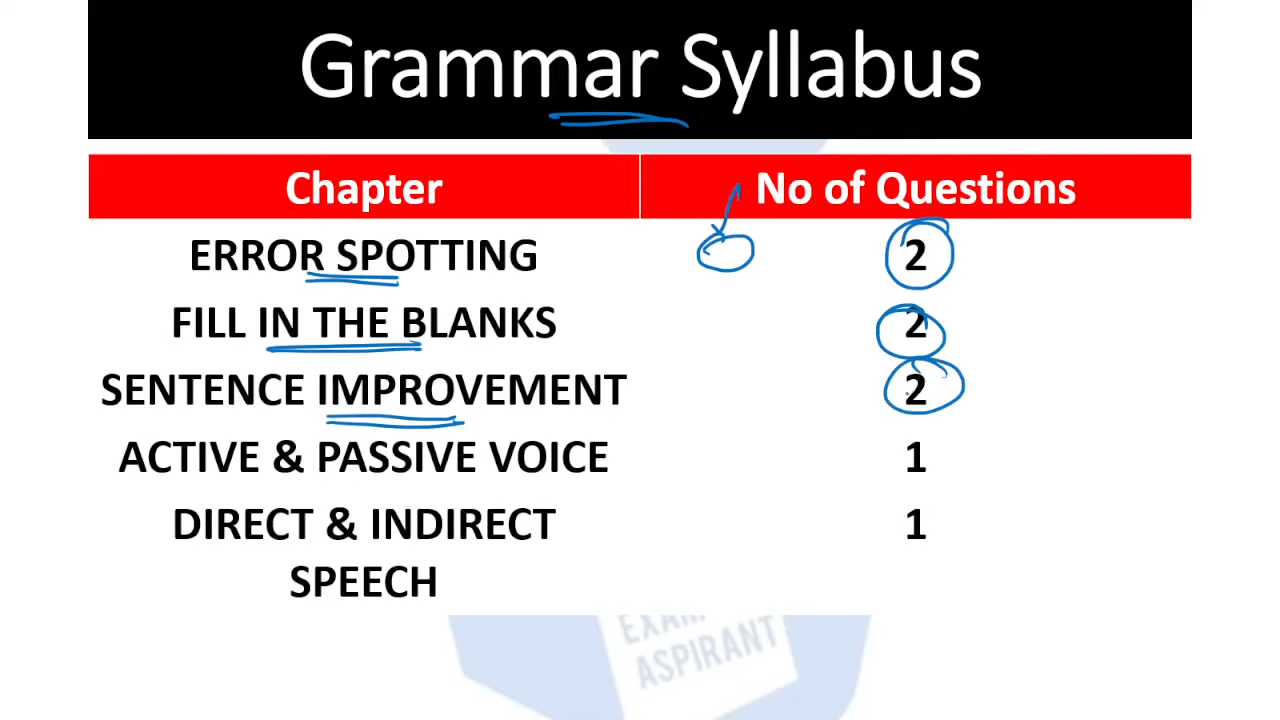 Grammar Syllabus
Chapter No of Questions
ERROR SPOTTING 2
FILL IN THE BLANKS 2
SENTENCE IMPROVEMENT 2
ACTIVE & PASSIVE VOICE 1
DIRECT & INDIRECT 1
SPEECH
EXAM
ASPIRANT